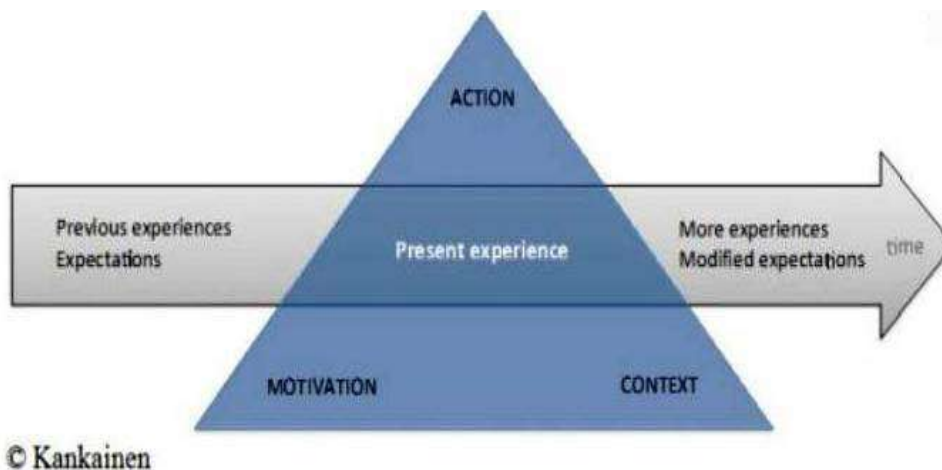 ACTION
Previous experiences
Expectations
Present experience
More experiences
Modified expectations
time
MOTIVATION
CONTEXT
© Kankainen